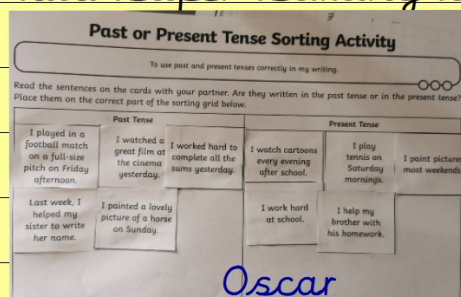 Past or Present Tense Sorting Activity
To use past and present tenses correctly in my writing.
Read the sentences on the cards with your partner. Are they written in the past tense or in the present tense?
Place them on the correct part of the sorting grid below.
Past Tense
I played in a
football match
on a full-size
pitch on Friday
afternoon.
I watched a
great film at
the cinema
yesterday.
I worked hard to
complete all the
sums yesterday.
Last week, I
helped my
sister to write
her name.
I painted a lovely
picture of a horse
on Sunday.
Present Tense
I watch cartoons
every evening
after school.
I play
tennis on
Saturday
mornings.
I paint pictures
most weekends
I work hard
at school.
I help my
brother with
his homework.
Oscar